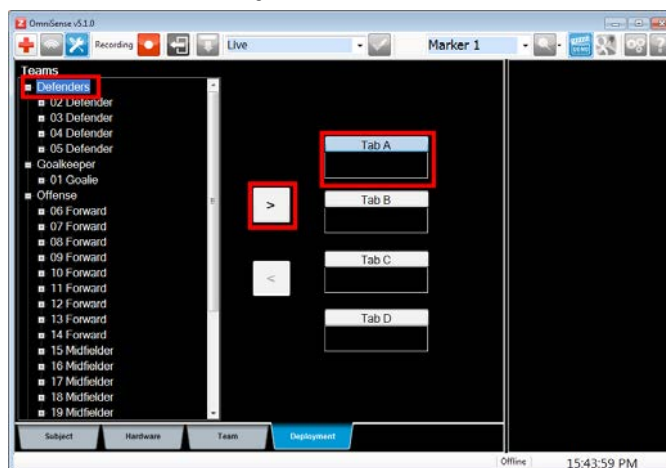 OmniSense v5.1.0
Recording
Live
Marker 1
Teams
Defenders
02 Defender
03 Defender
04 Defender
05 Defender
Goalkeeper
01 Goalie
Offense
06 Forward
07 Forward
08 Forward
09 Forward
10 Forward
11 Forward
12 Forward
13 Forward
14 Forward
15 Midfielder
16 Midfielder
17 Midfielder
18 Midfielder
19 Midfielder
>
<
Tab A
Tab B
Tab C
Tab D
Subject Hardware Team Deployment
Offline 15:43:59 PM